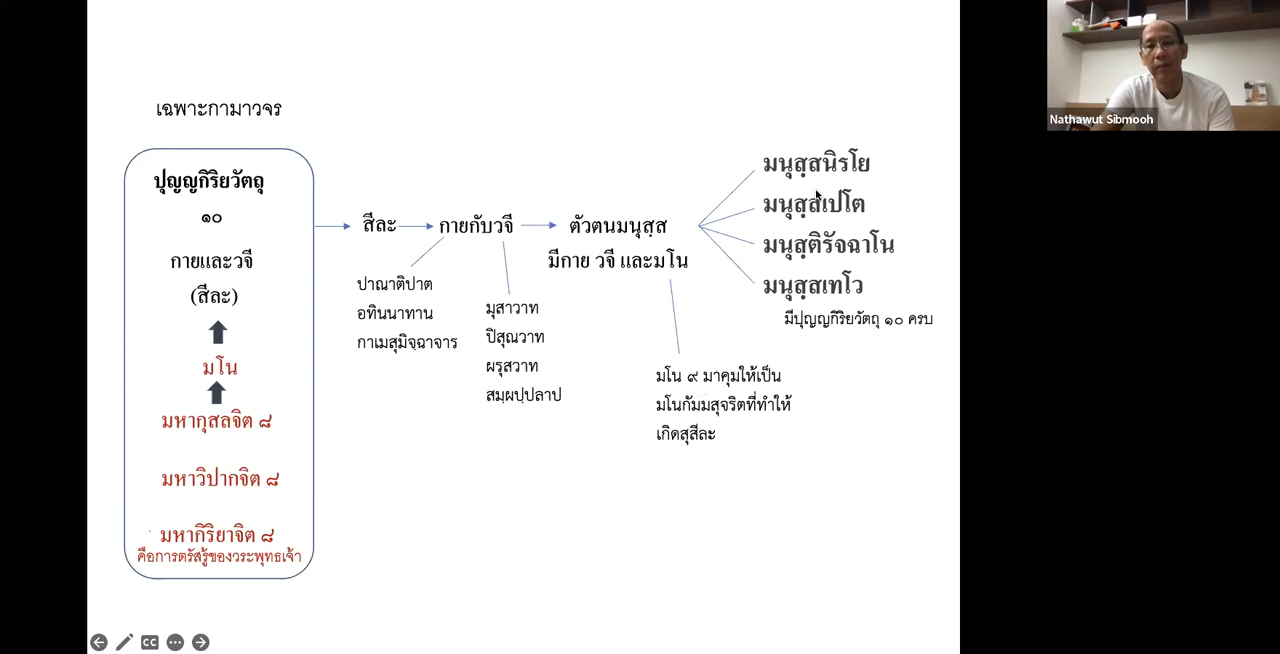 เฉพาะกามาวจร
ปุญญกิริยวัตถุ
๑๐
กายและวจี
(สีละ)
มโน
มหากุสลจิต ๘
มหาวิปากจิต ๘
มหากิริยาจิต ๘
คือการตรัสรู้ของวระพุทธเจ้า
สีละ
กายกับวจี
ปาณาติปาต
อทินนาทาน
กาเมสุมิจฺฉาจาร
มุสาวาท
ปิสุณวาท
ผรุสวาท
สมฺผปฺปลาป
ตัวตนมนุสฺส
มีกาย วจี และมโน
มโน ๙ มาคุมให้เป็น
มโนกัมมสุจริตที่ทำให้
เกิดสุสีละ
มนุสฺสนิรโย
มนุสฺสเปโต
มนุสฺติรัจฉาโน
มนุสฺสเทโว
มีปุญญกิริยวัตถุ ๑๐ ครบ
Nathawut Sibmooh
CC